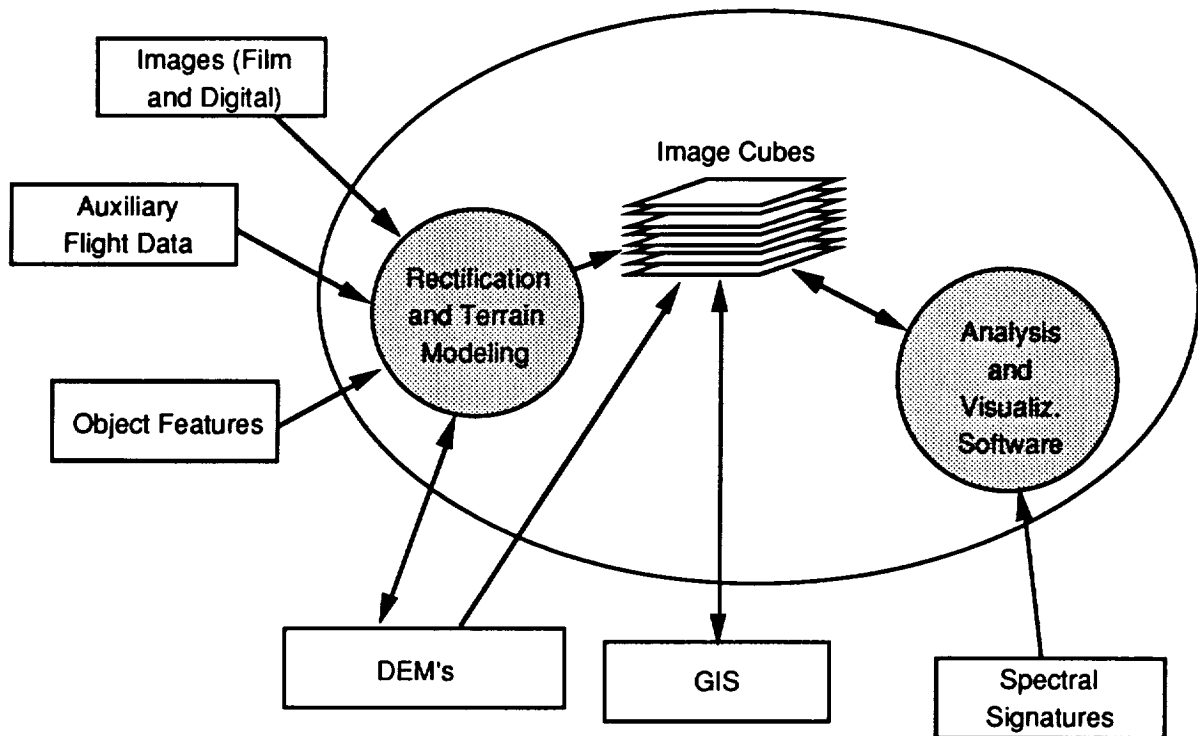 Images (Film
and Digital)
Image Cubes
Auxiliary
Flight Data
Rectification
and Terrain
Modeling
Analysis
and
Visualiz.
Software
Object Features
DEM's
GIS
Spectral
Signatures